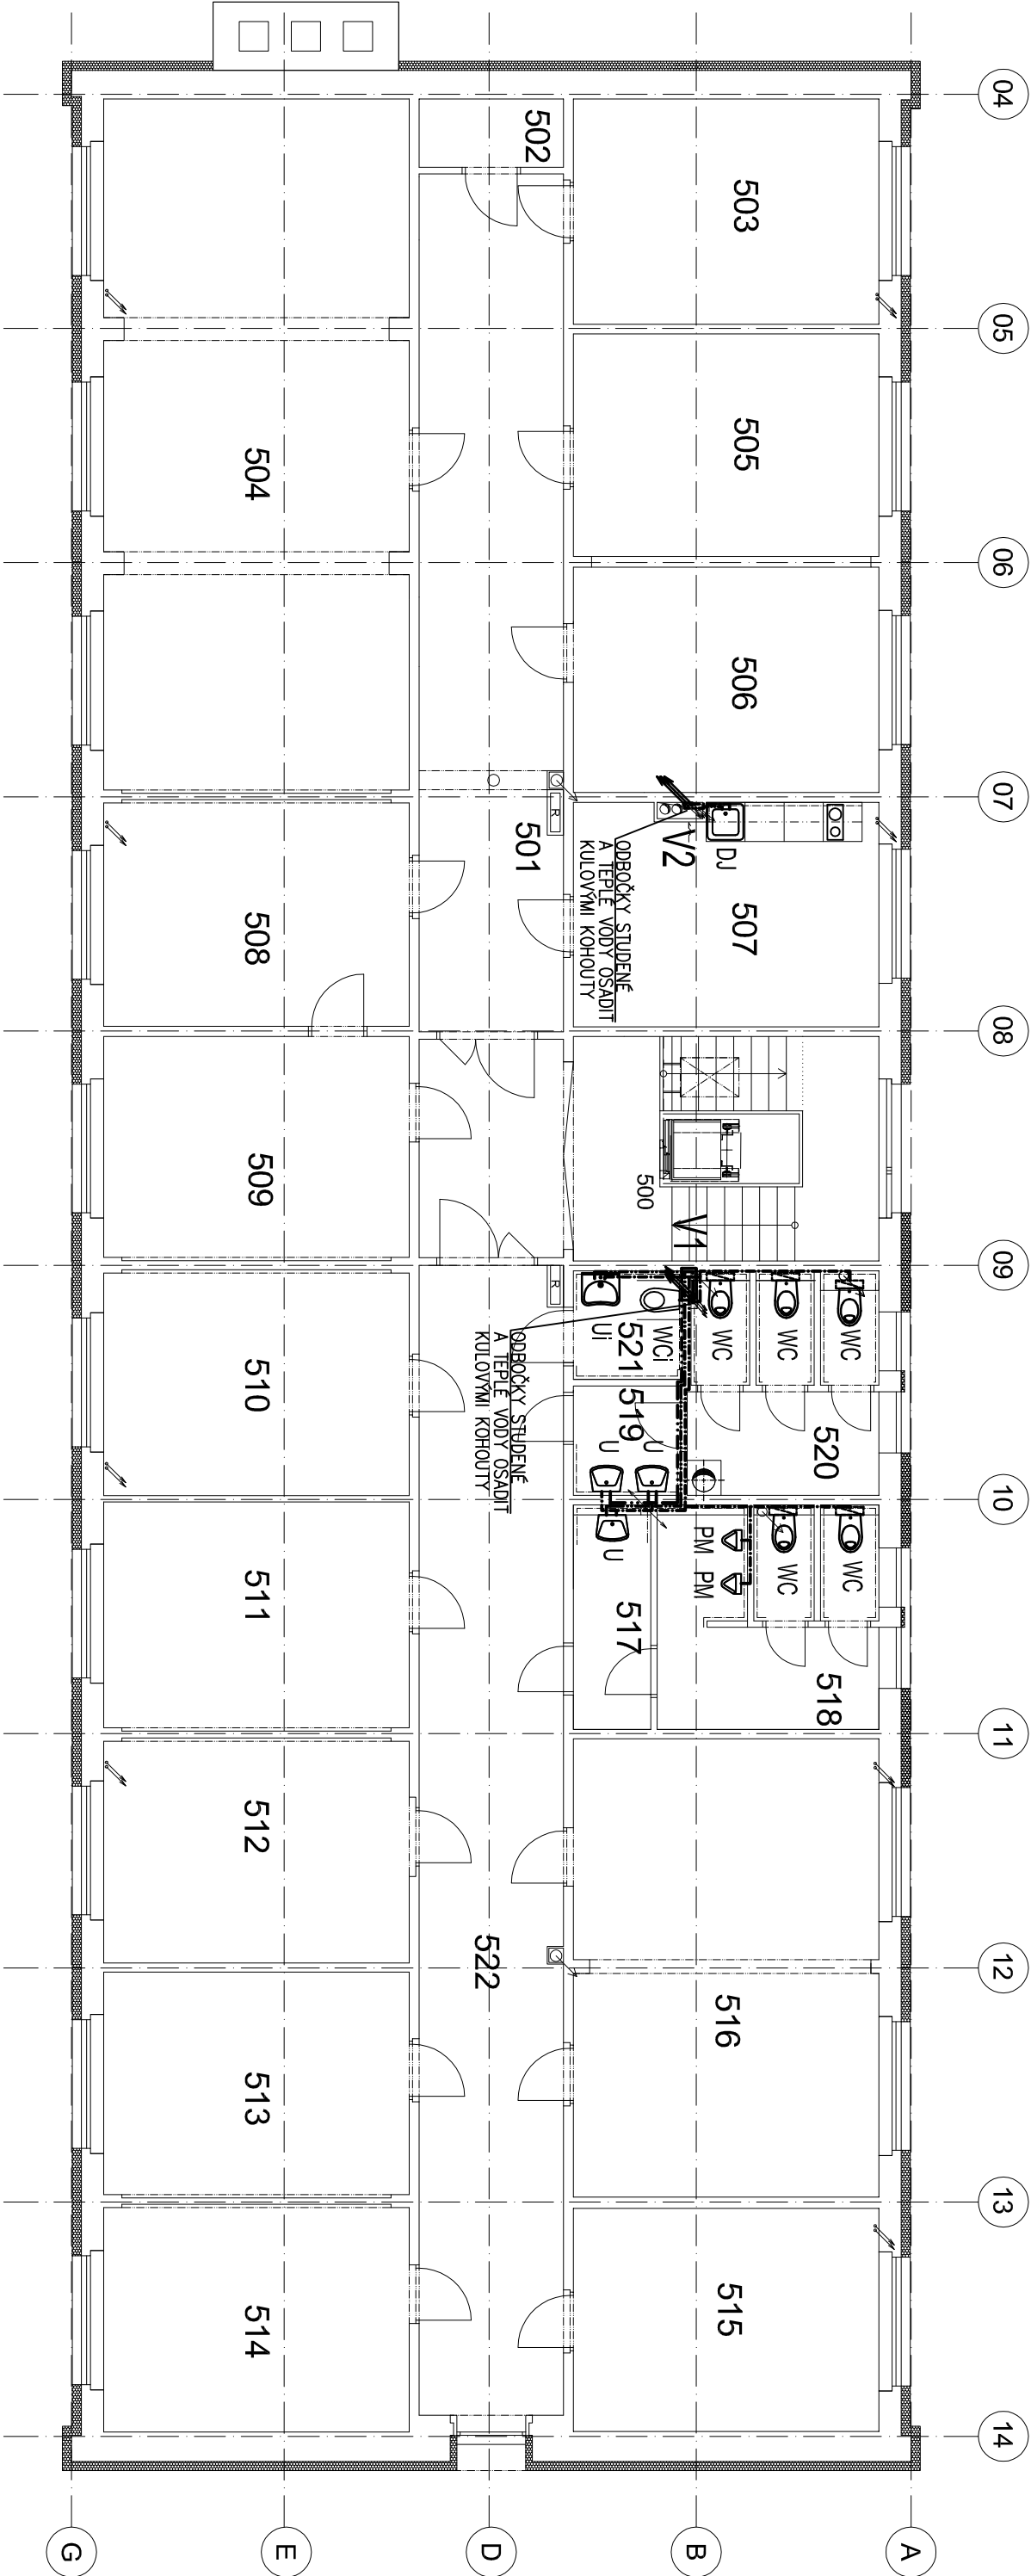 04
05
06
07
08
09
10
11
12
13
14
A
B
D
E
G
502
503
504
505
506
501
R
V2
DJ
507
ODBOČKY STUDENÉ
A TEPLÉ VODY OSADIT
KULOVÝMI KOHOUTY
508
509
500
V1
R
510
521
Ui
WCi
WC
WC
WC
519
U
U
520
ODBOČKY STUDENÉ
A TEPLÉ VODY OSADIT
KULOVÝMI KOHOUTY
511
U
517
PM
PM
WC
WC
518
512
522
516
513
514
515